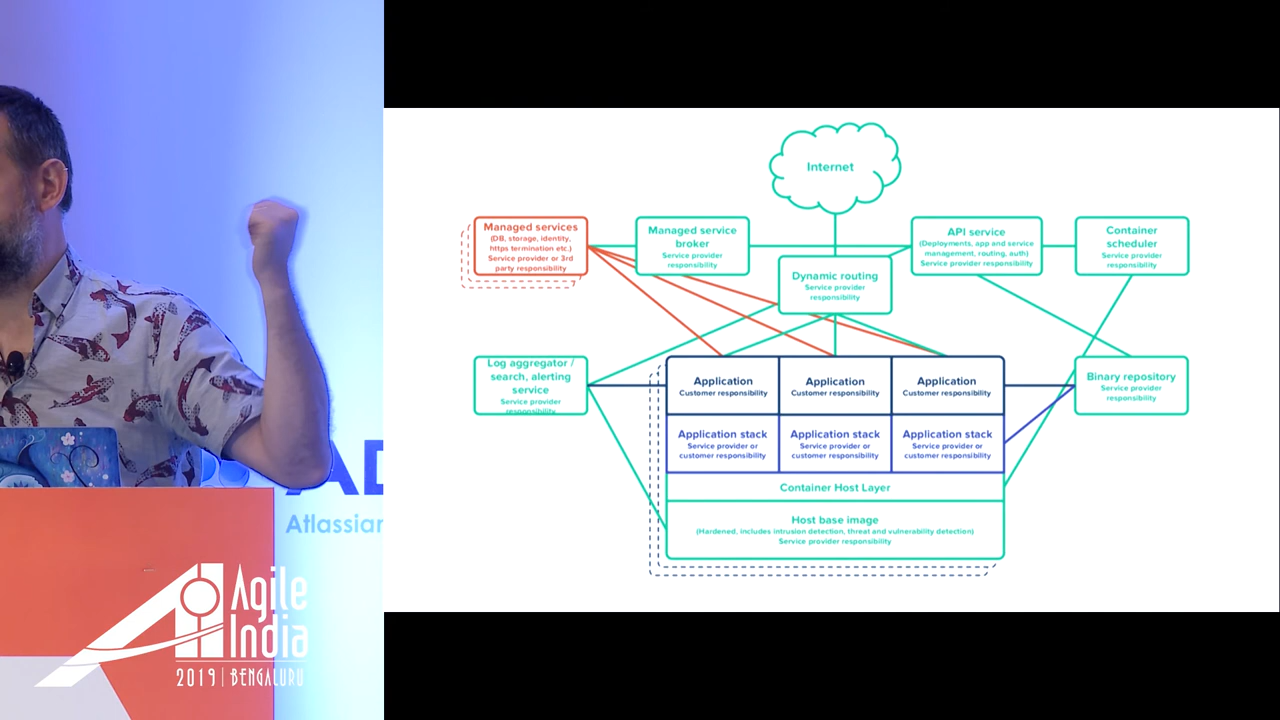 Internet
Managed services
(DB, storage, identity,
https termination etc.)
Service provider or 3rd
party responsibility
Managed service
broker
Service provider
responsibility
Dynamic routing
Service provider
responsibility
API service
(Deployments, app and service
management, routing, auth)
Service provider responsibility
Container
scheduler
Service provider
responsibility
Log aggregator /
search, alerting
service
Service provider
responsibility
Application
Customer responsibility
Application
Customer responsibility
Application
Customer responsibility
Binary repository
Service provider
responsibility
Application stack
Service provider or
customer responsibility
Application stack
Service provider or
customer responsibility
Application stack
Service provider or
customer responsibility
Container Host Layer
Host base image
(Hardened, includes intrusion detection, threat and vulnerability detection)
Service provider responsibility
AD
Atlassian
Agile
India
2019 | BENGALURU